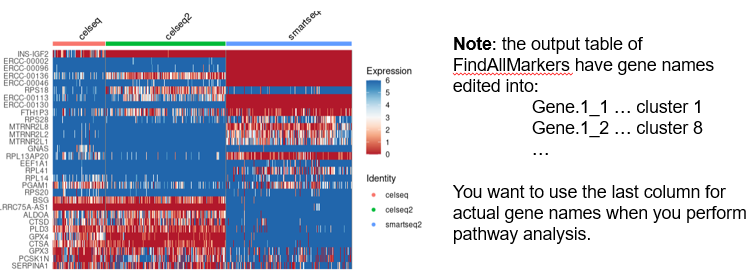 celseq
celseq2
smartseq2
INS-IGF2
ERCC-00002
ERCC-00096
ERCC-00136
ERCC-00046
RPS18
ERCC-00113
ERCC-00130
FTH1P3
RPS28
MTRNR2L8
MTRNR2L2
MTRNR2L1
GNAS
RPL13AP20
EEF1A1
RPL41
RPL14
PGAM1
RPS20
BSG
LRRC75A-AS1
ALDOA
CTSD
PLD3
GPX4
CTSA
GPX3
PCSK1N
SERPINA1
Expression
6
5
4
3
2
1
0
Identity
celseq
celseq2
smartseq2
Note: the output table of
FindAllMarkers have gene names
edited into:
Gene.1_1 … cluster 1
Gene.1_2 … cluster 8
…
You want to use the last column for
actual gene names when you perform
pathway analysis.